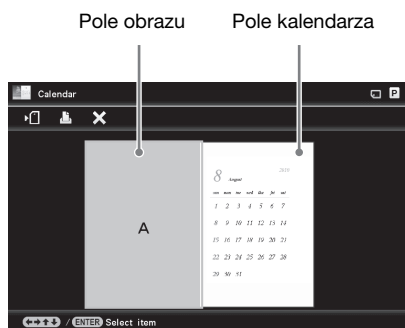 Pole obrazu Pole kalendarza
Calendar P
A
8 August 2010
sun mon tue wed thu fri sat
1 2 3 4 5 6 7
8 9 10 11 12 13 14
15 16 17 18 19 20 21
22 23 24 25 26 27 28
29 30 31
/ ENTER Select item